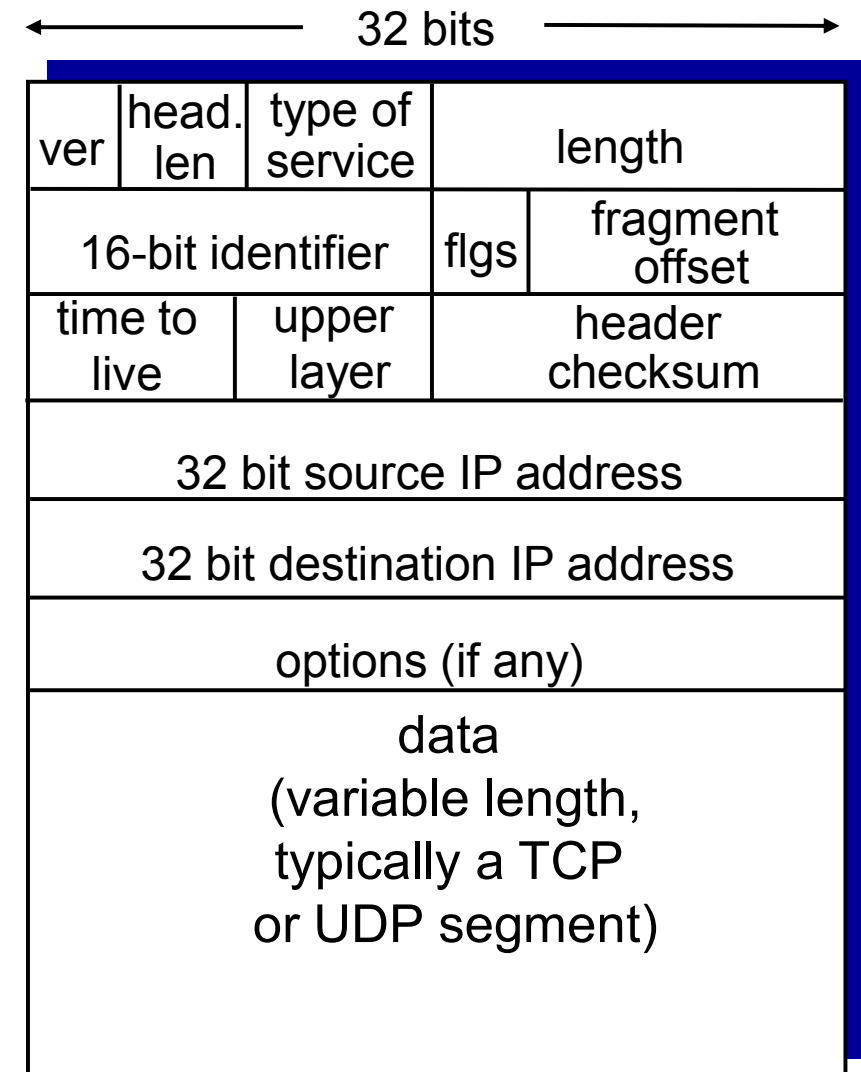 32 bits
ver
head.
len
type of
service
length
16-bit identifier
flgs
fragment
offset
time to
live
upper
layer
header
checksum
32 bit source IP address
32 bit destination IP address
options (if any)
data
(variable length,
typically a TCP
or UDP segment)